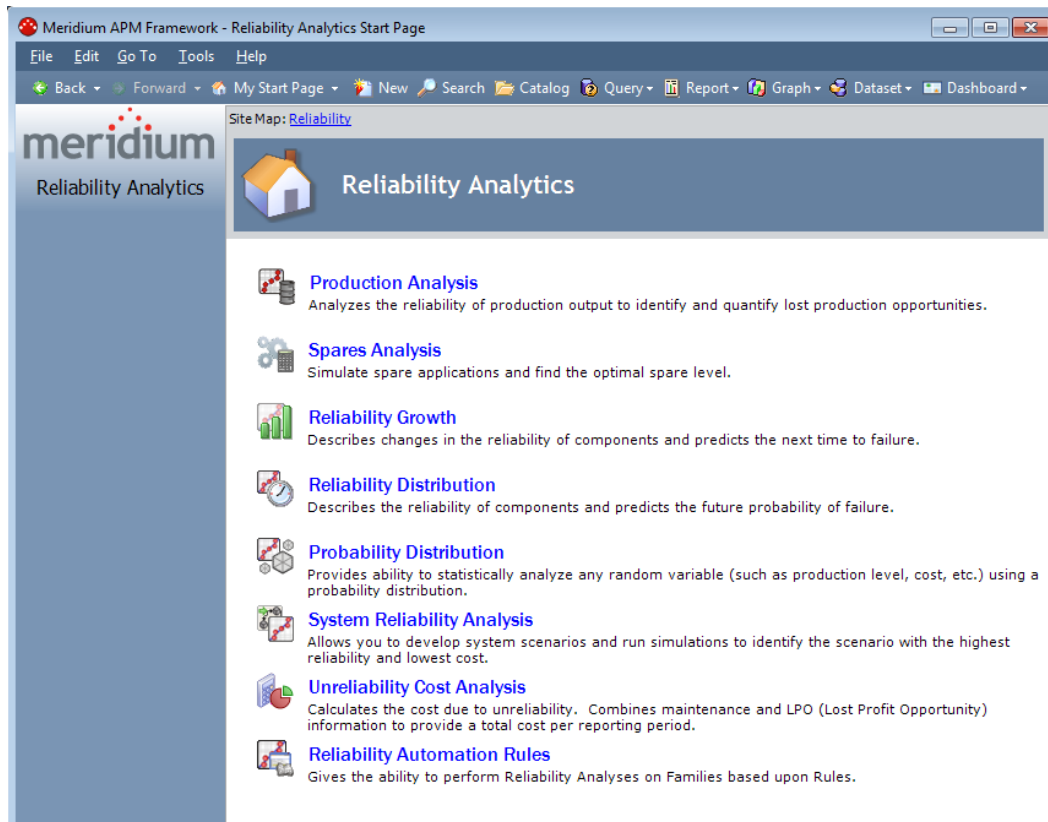 Meridium APM Framework - Reliability Analytics Start Page
File Edit Go To Tools Help
Back Forward My Start Page New Search Catalog Query Report Graph Dataset Dashboard
meridium
Reliability Analytics
Site Map: Reliability
Reliability Analytics
Production Analysis
Analyzes the reliability of production output to identify and quantify lost production opportunities.
Spares Analysis
Simulate spare applications and find the optimal spare level.
Reliability Growth
Describes changes in the reliability of components and predicts the next time to failure.
Reliability Distribution
Describes the reliability of components and predicts the future probability of failure.
Probability Distribution
Provides ability to statistically analyze any random variable (such as production level, cost, etc.) using a
probability distribution.
System Reliability Analysis
Allows you to develop system scenarios and run simulations to identify the scenario with the highest
reliability and lowest cost.
Unreliability Cost Analysis
Calculates the cost due to unreliability.  Combines maintenance and LPO (Lost Profit Opportunity)
information to provide a total cost per reporting period.
Reliability Automation Rules
Gives the ability to perform Reliability Analyses on Families based upon Rules.